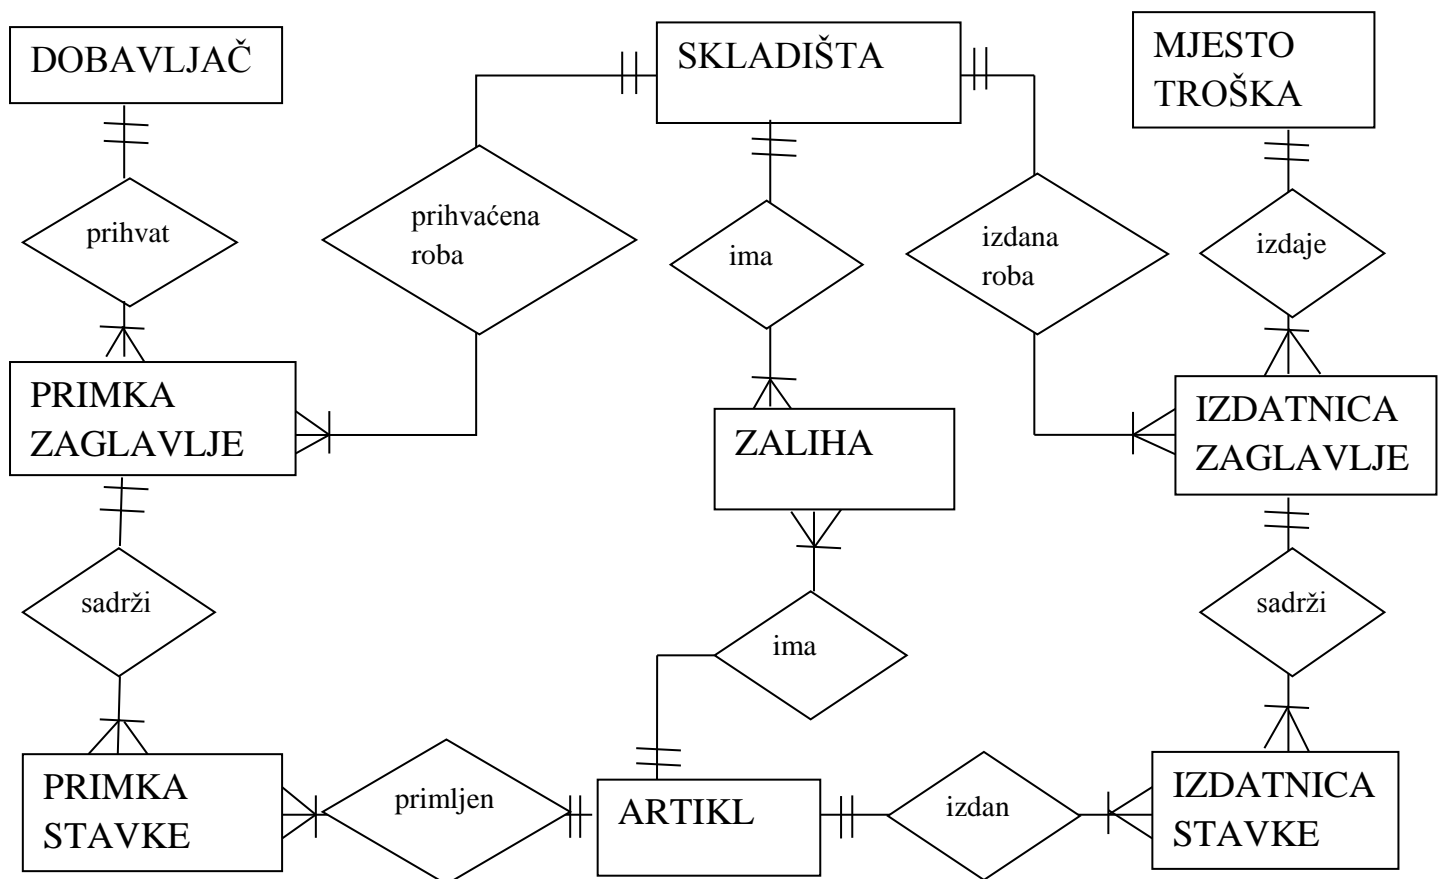 DOBAVLJAČ
SKLADIŠTA
MJESTO
TROŠKA
prihvat
prihvaćena
roba
ima
izdana
roba
izdaje
PRIMKA
ZAGLAVLJE
ZALIHA
IZDATNICA
ZAGLAVLJE
sadrži
ima
sadrži
PRIMKA
STAVKE
primljen
ARTIKL
izdan
IZDATNICA
STAVKE